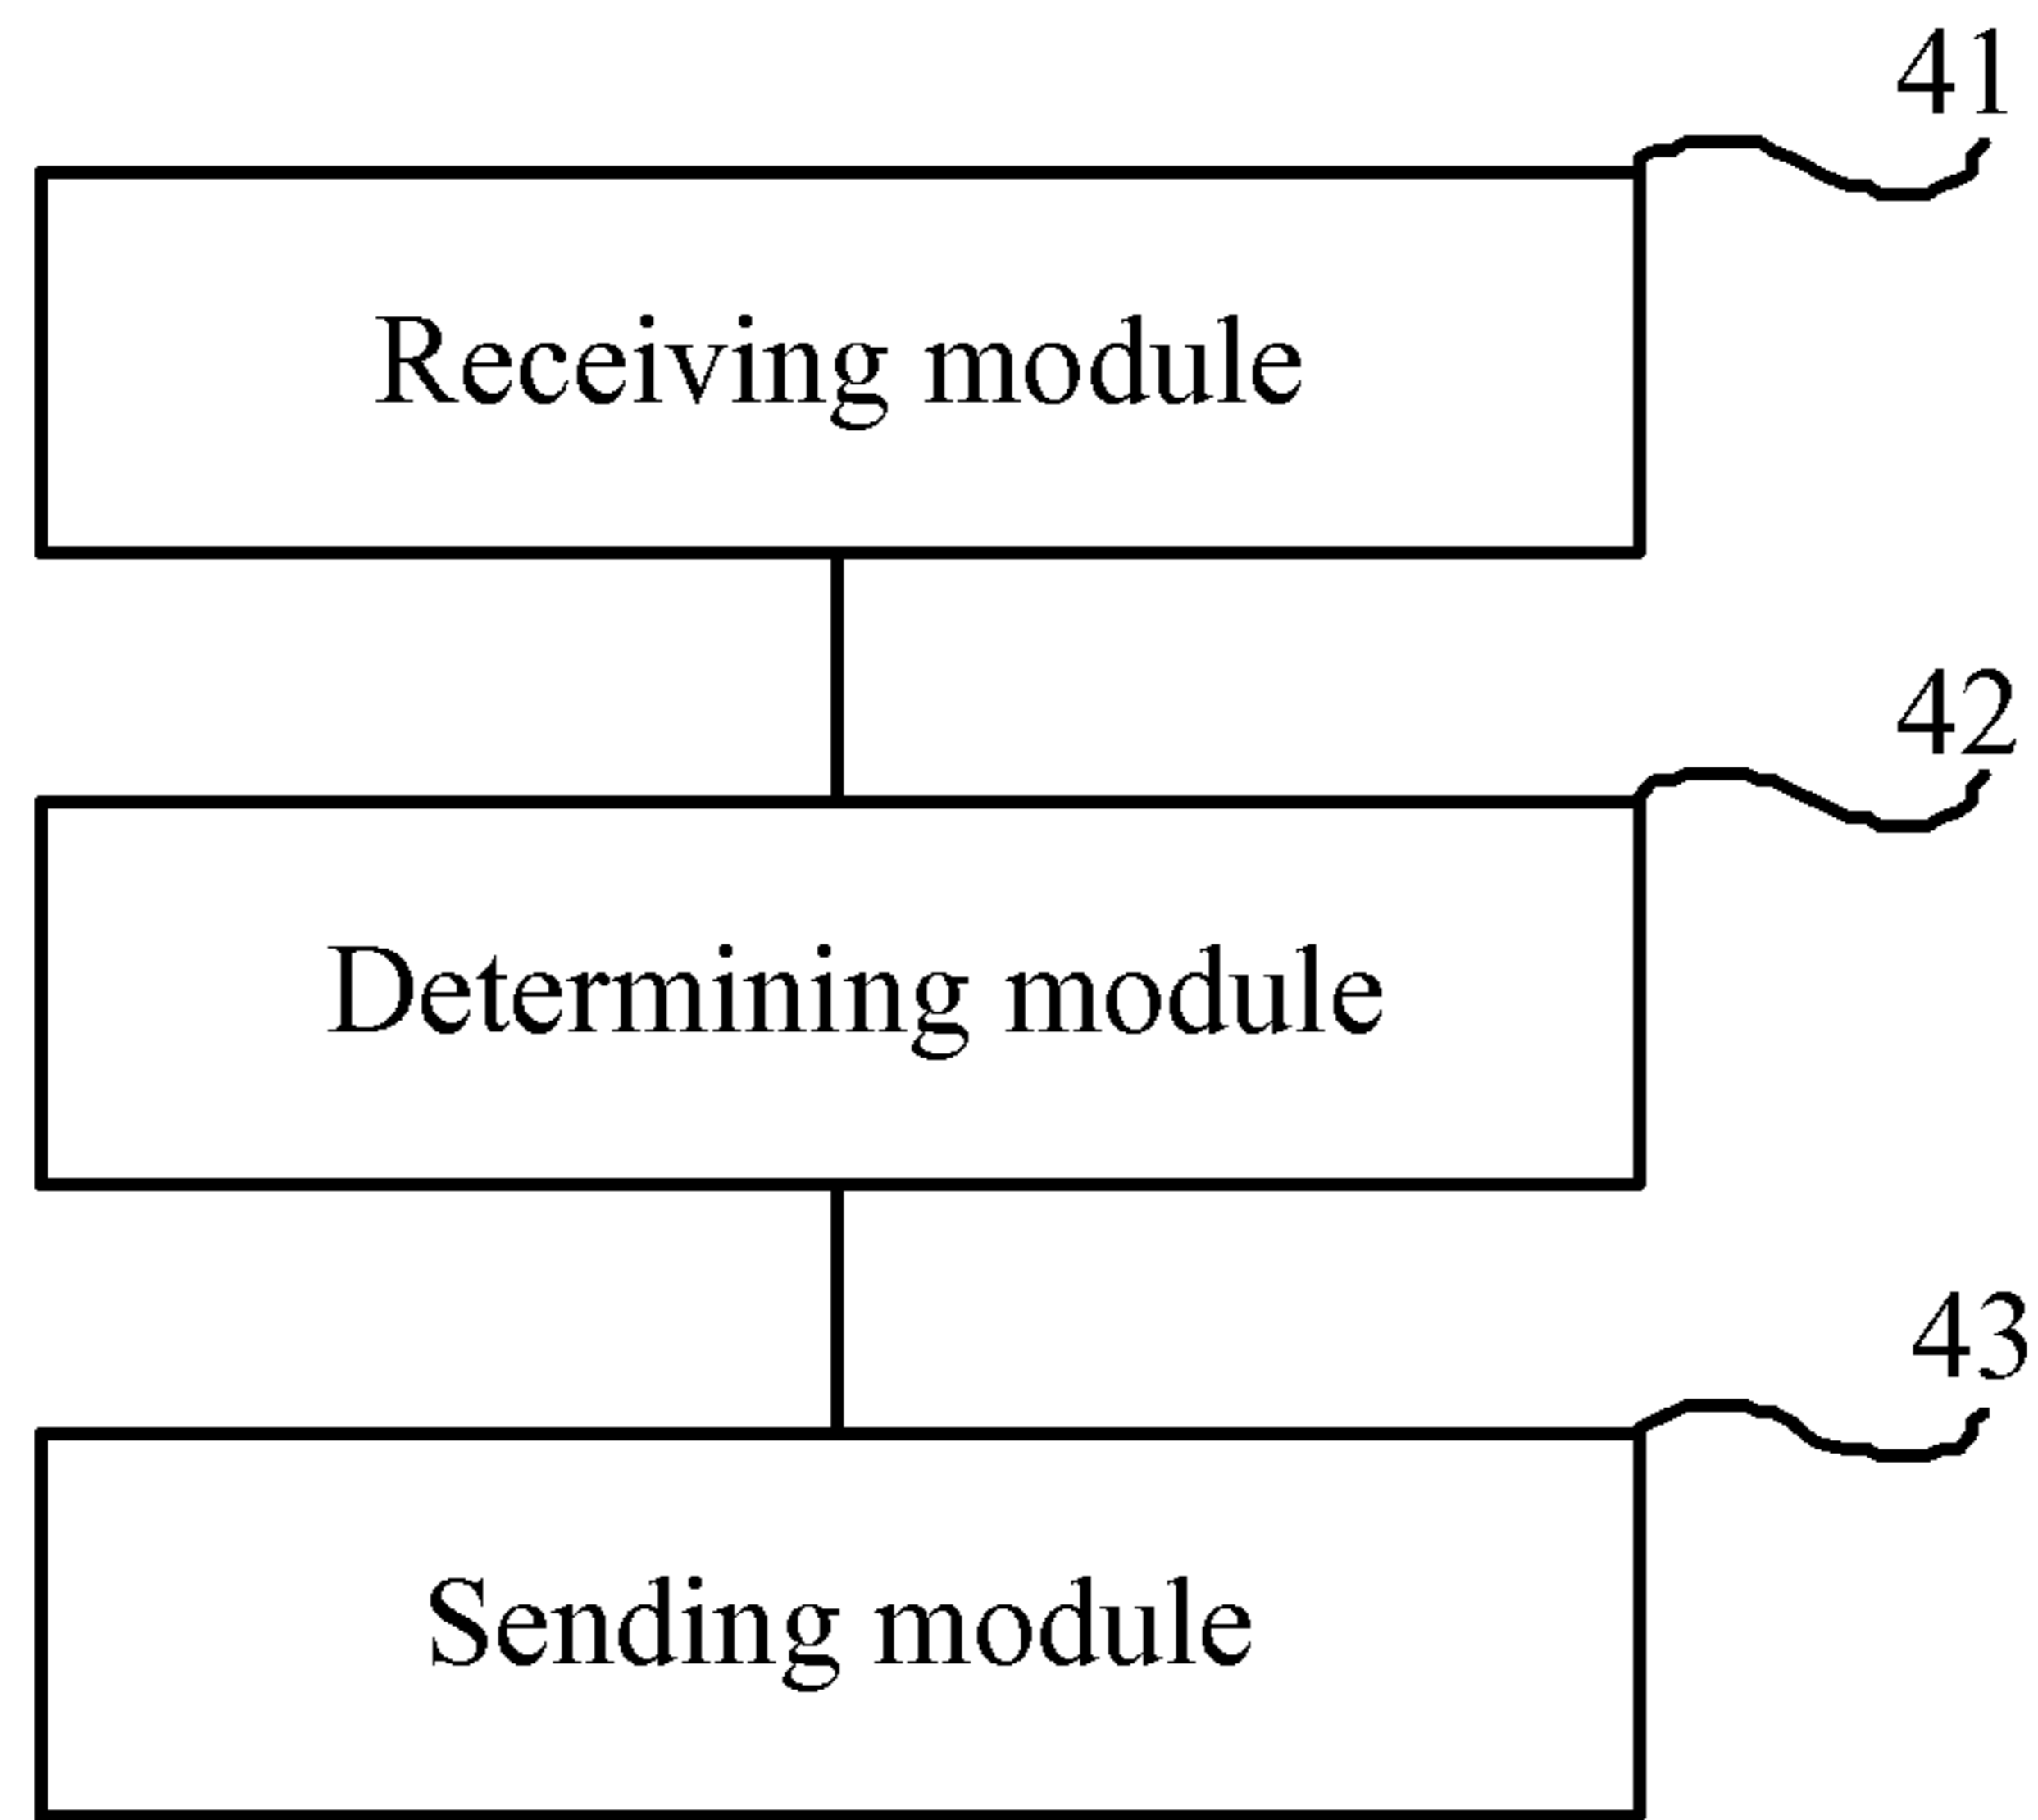 41
Receiving module
42
Determining module
43
Sending module